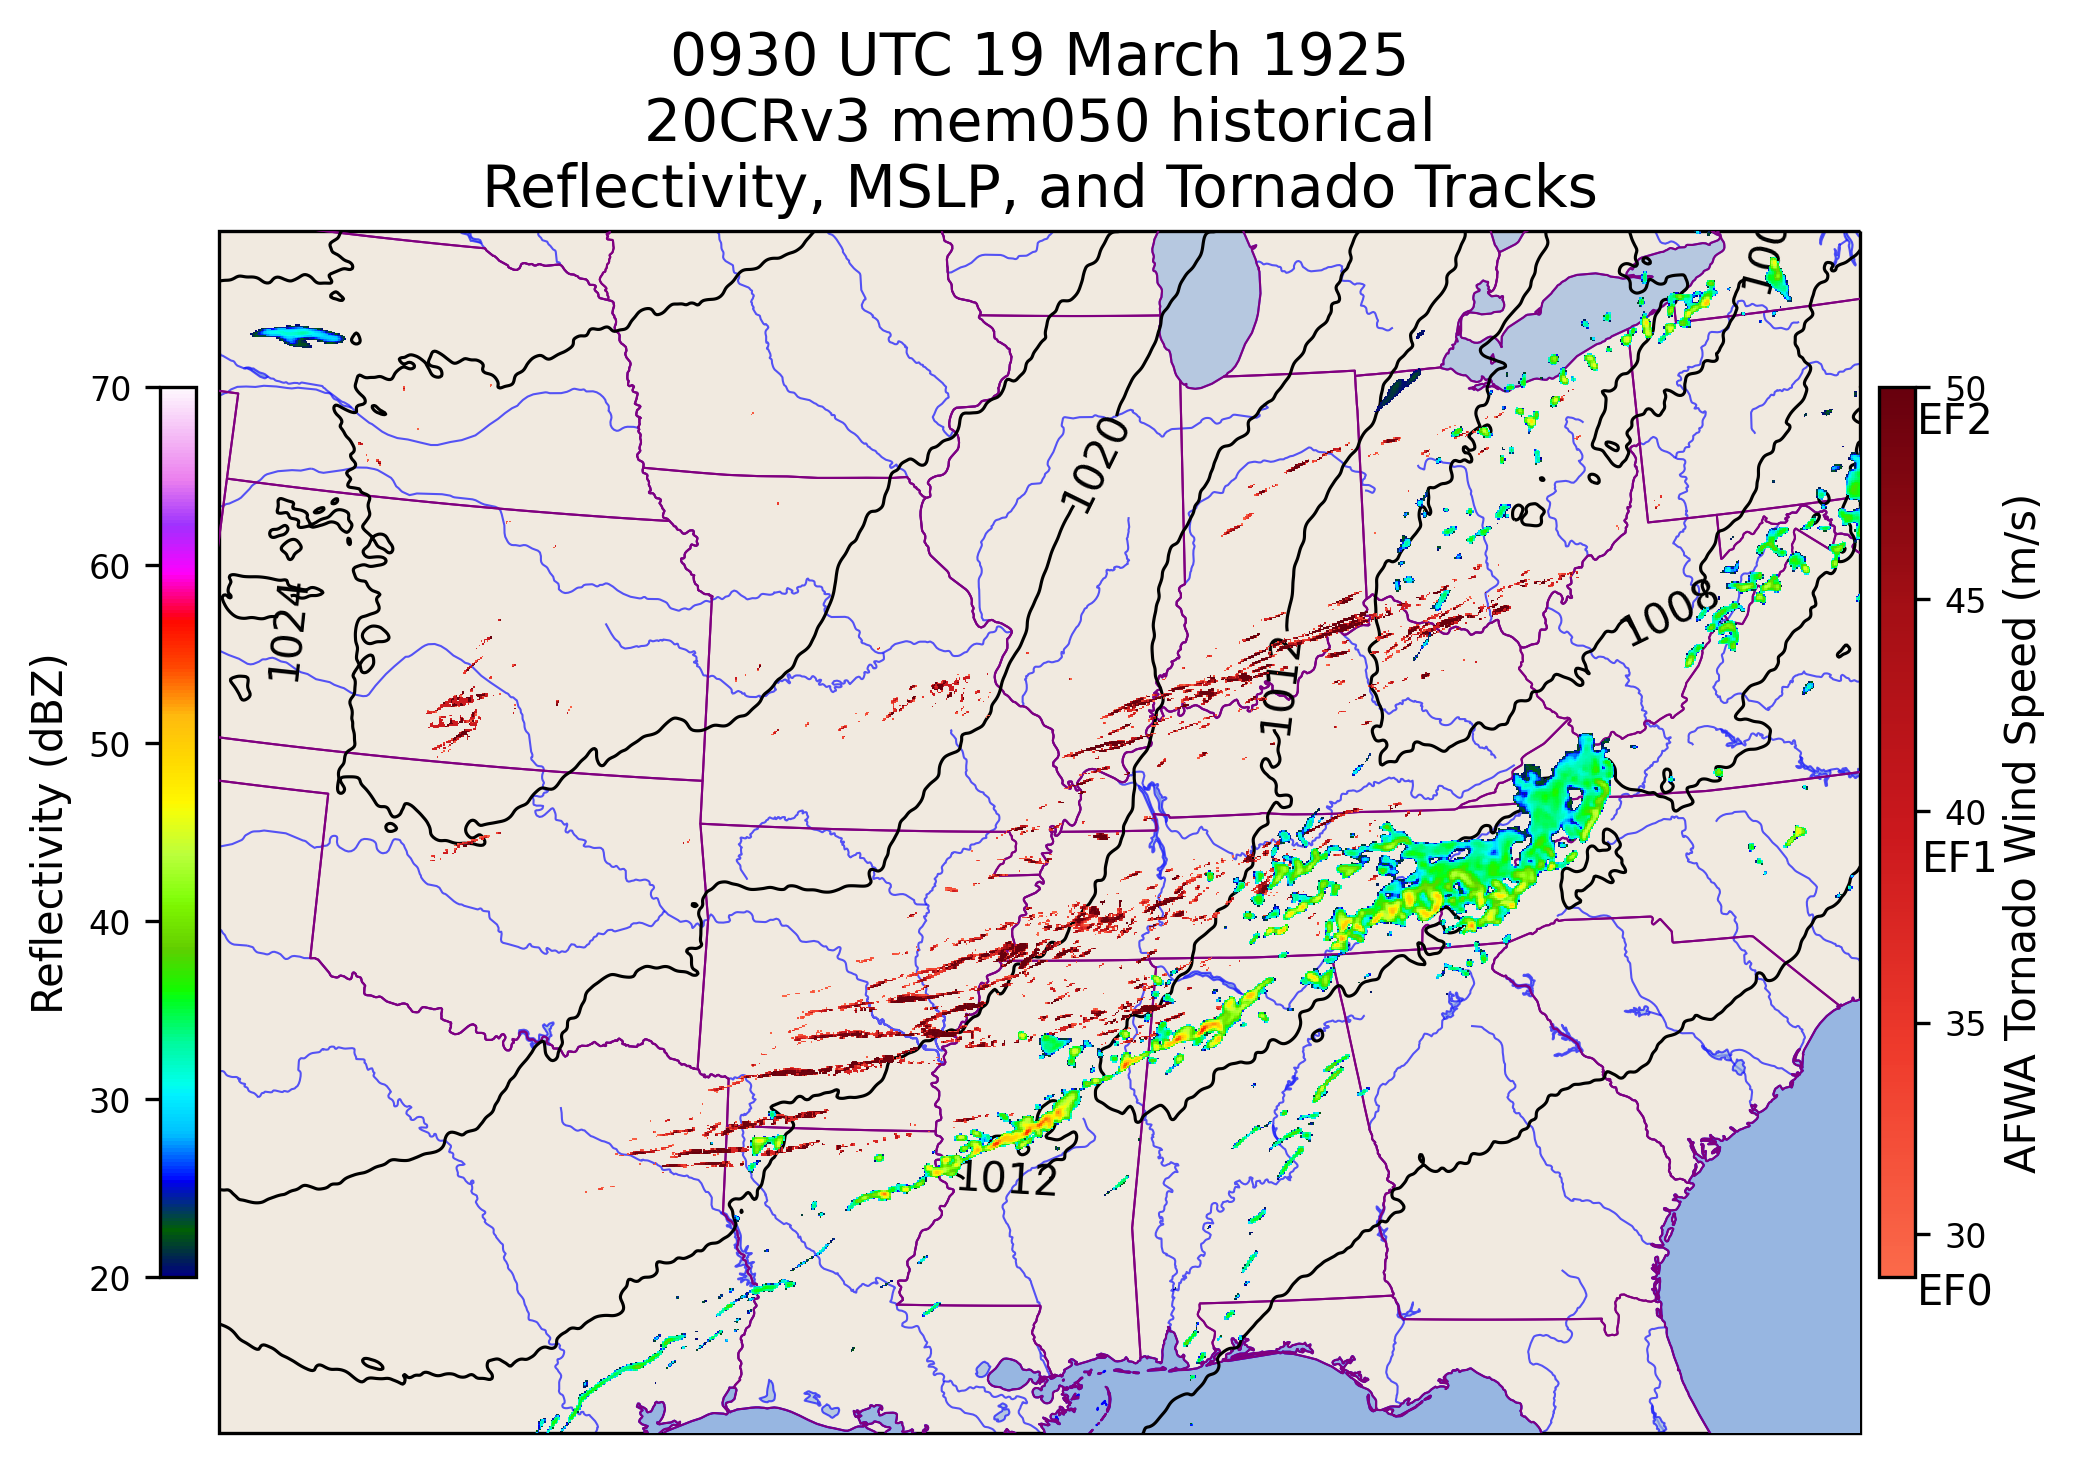 0930 UTC 19 March 1925
20CRv3 mem050 historical
Reflectivity, MSLP, and Tornado Tracks
70
60
50
40
30
20
Reflectivity (dBZ)
1024
1020
1012
1008
1012
50
EF2
45
40
EF1
35
30
EF0
AFWA Tornado Wind Speed (m/s)